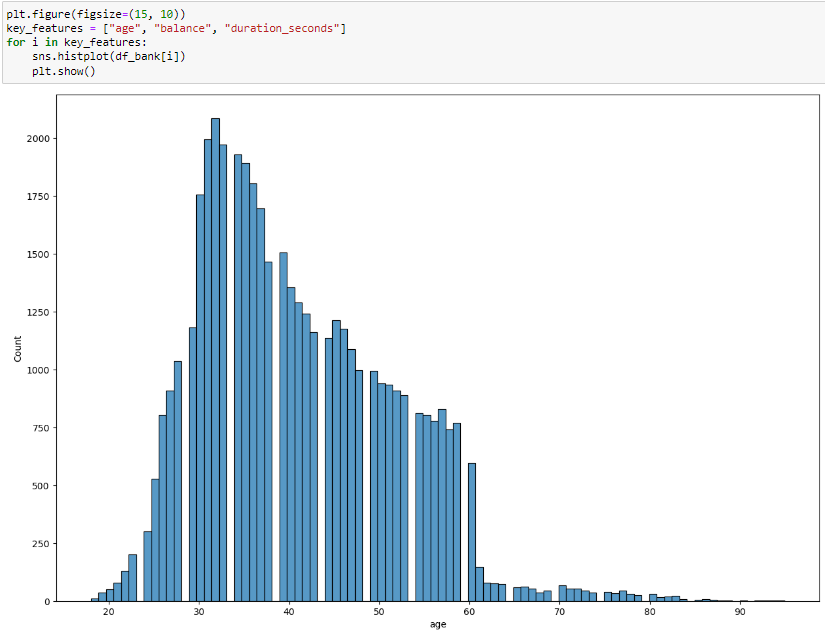 plt.figure(figsize=(15, 10))
key_features = ["age", "balance", "duration_seconds"]
for i in key_features:
    sns.histplot(df_bank[i])
    plt.show()
2000
1750
1500
1250
1000
750
500
250
0
Count
20 30 40 50 60 70 80 90
age